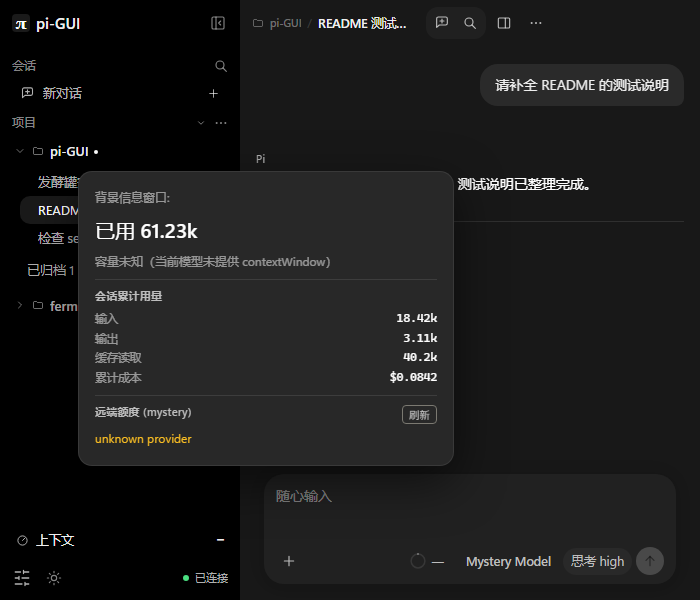 pi-GUI
会话
新对话
项目
pi-GUI
发酵罐
READM
检查 se
已归档 1
ferm
上下文
已连接
pi-GUI / README 测试...
请补全 README 的测试说明
Pi
测试说明已整理完成。
背景信息窗口:
已用 61.23k
容量未知（当前模型未提供 contextWindow）
会话累计用量
输入 18.42k
输出 3.11k
缓存读取 40.2k
累计成本 $0.0842
远端额度 (mystery) 刷新
unknown provider
随心输入
— Mystery Model 思考 high